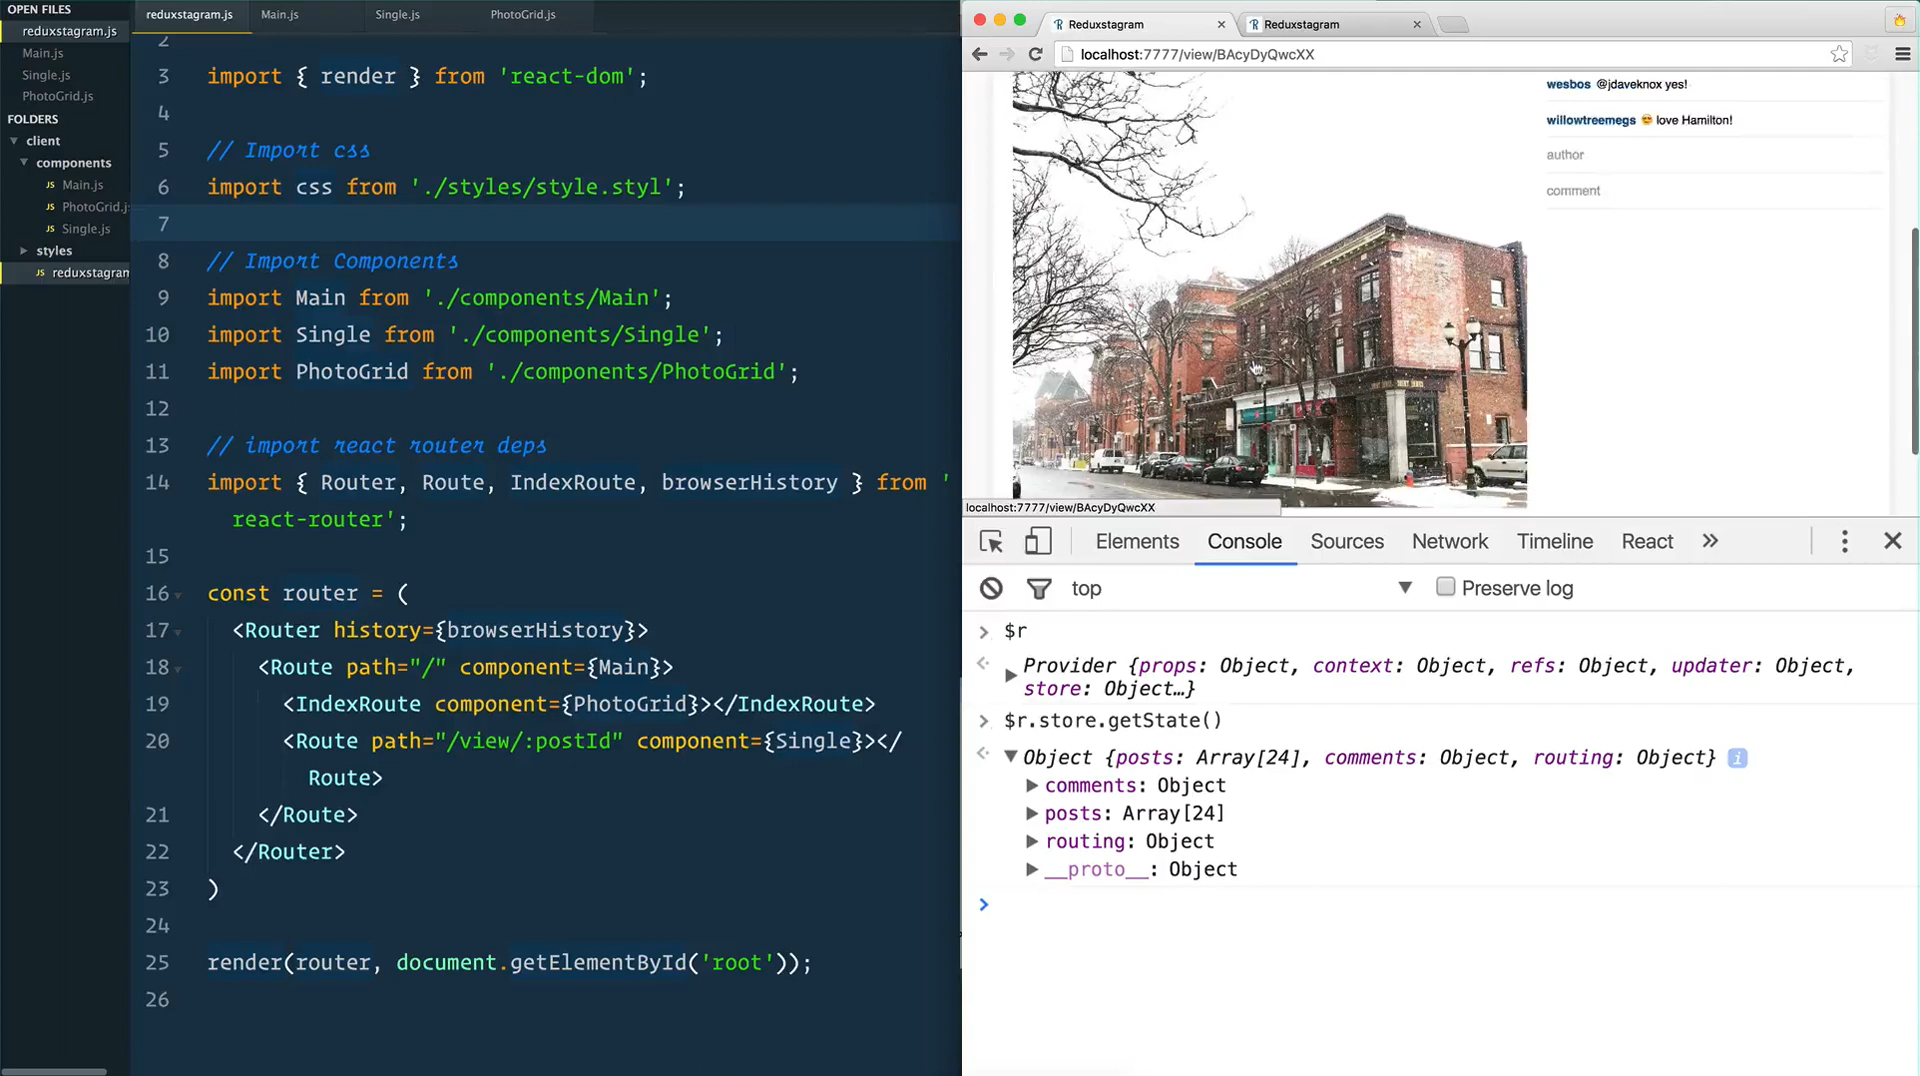 OPEN FILES
reduxstagram.js
Main.js
Single.js
PhotoGrid.js
FOLDERS
client
components
JS Main.js
JS PhotoGrid.js
JS Single.js
styles
JS reduxstagram
reduxstagram.js
Main.js
Single.js
PhotoGrid.js
2
3 import { render } from 'react-dom';
4
5 // Import css
6 import css from './styles/style.styl';
7
8 // Import Components
9 import Main from './components/Main';
10 import Single from './components/Single';
11 import PhotoGrid from './components/PhotoGrid';
12
13 // import react router deps
14 import { Router, Route, IndexRoute, browserHistory } from '
react-router';
15
16 const router = (
17 <Router history={browserHistory}>
18 <Route path="/" component={Main}>
19 <IndexRoute component={PhotoGrid}></IndexRoute>
20 <Route path="/view/:postId" component={Single}></
Route>
21 </Route>
22 </Router>
23 )
24
25 render(router, document.getElementById('root'));
26
Reduxstagram
Reduxstagram
localhost:7777/view/BAcyDyQwcXX
wesbos @jdaveknox yes!
willowtreemegs 😍 love Hamilton!
author
comment
localhost:7777/view/BAcyDyQwcXX
Elements Console Sources Network Timeline React »
top Preserve log
> $r
Provider {props: Object, context: Object, refs: Object, updater: Object,
store: Object…}
> $r.store.getState()
Object {posts: Array[24], comments: Object, routing: Object} i
comments: Object
posts: Array[24]
routing: Object
__proto__: Object
>